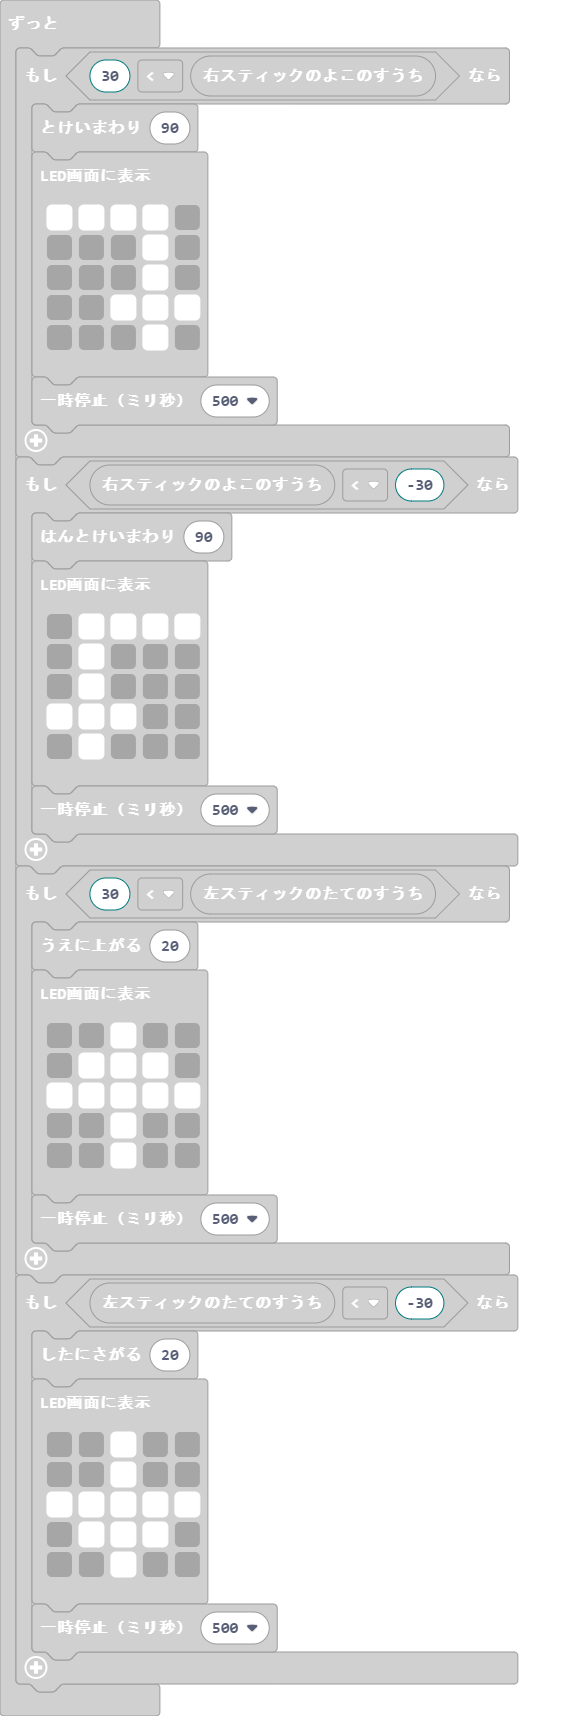 ずっと
もし 30 < 右スティックのよこのすうち なら
とけいまわり 90
LED画面に表示
一時停止（ミリ秒） 500
もし 右スティックのよこのすうち < -30 なら
はんとけいまわり 90
LED画面に表示
一時停止（ミリ秒） 500
もし 30 < 左スティックのたてのすうち なら
うえに上がる 20
LED画面に表示
一時停止（ミリ秒） 500
もし 左スティックのたてのすうち < -30 なら
したにさがる 20
LED画面に表示
一時停止（ミリ秒） 500